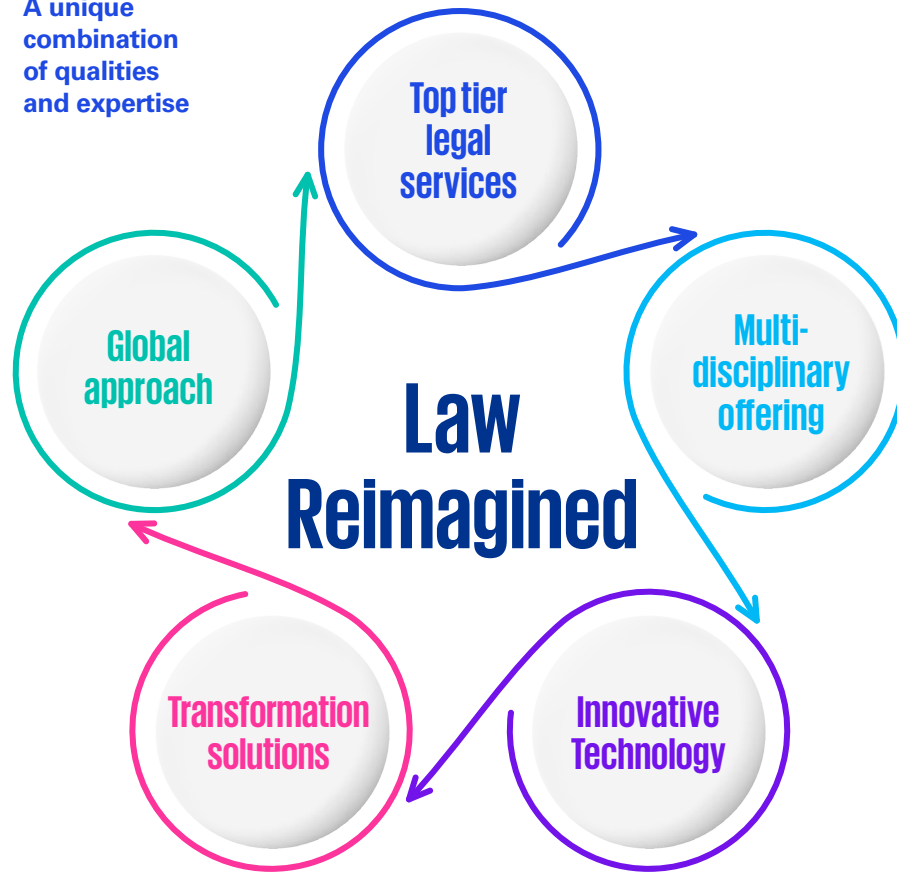 A unique
combination
of qualities
and expertise
Top tier
legal
services
Global
approach
Multi-
disciplinary
offering
Law
Reimagined
Transformation
solutions
Innovative
Technology